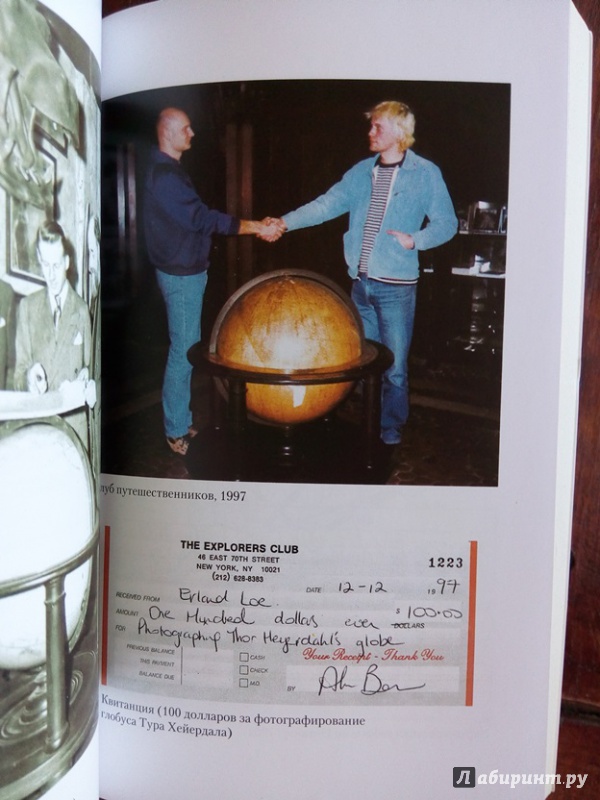 луб путешественников, 1997
THE EXPLORERS CLUB
46 EAST 70TH STREET
NEW YORK, NY 10021
(212) 628-8383
1223
DATE 12-12 1997
RECEIVED FROM Erland Loe.
AMOUNT One Hundred dollars even $100.00
DOLLARS
FOR Photographing Thor Heyerdahl's globe
PREVIOUS BALANCE
THIS PAYMENT
BALANCE DUE
CASH
CHECK
M.O.
Your Receipt - Thank You
BY
Квитанция (100 долларов за фотографирование
глобуса Тура Хейердала)
Лабиринт.ру